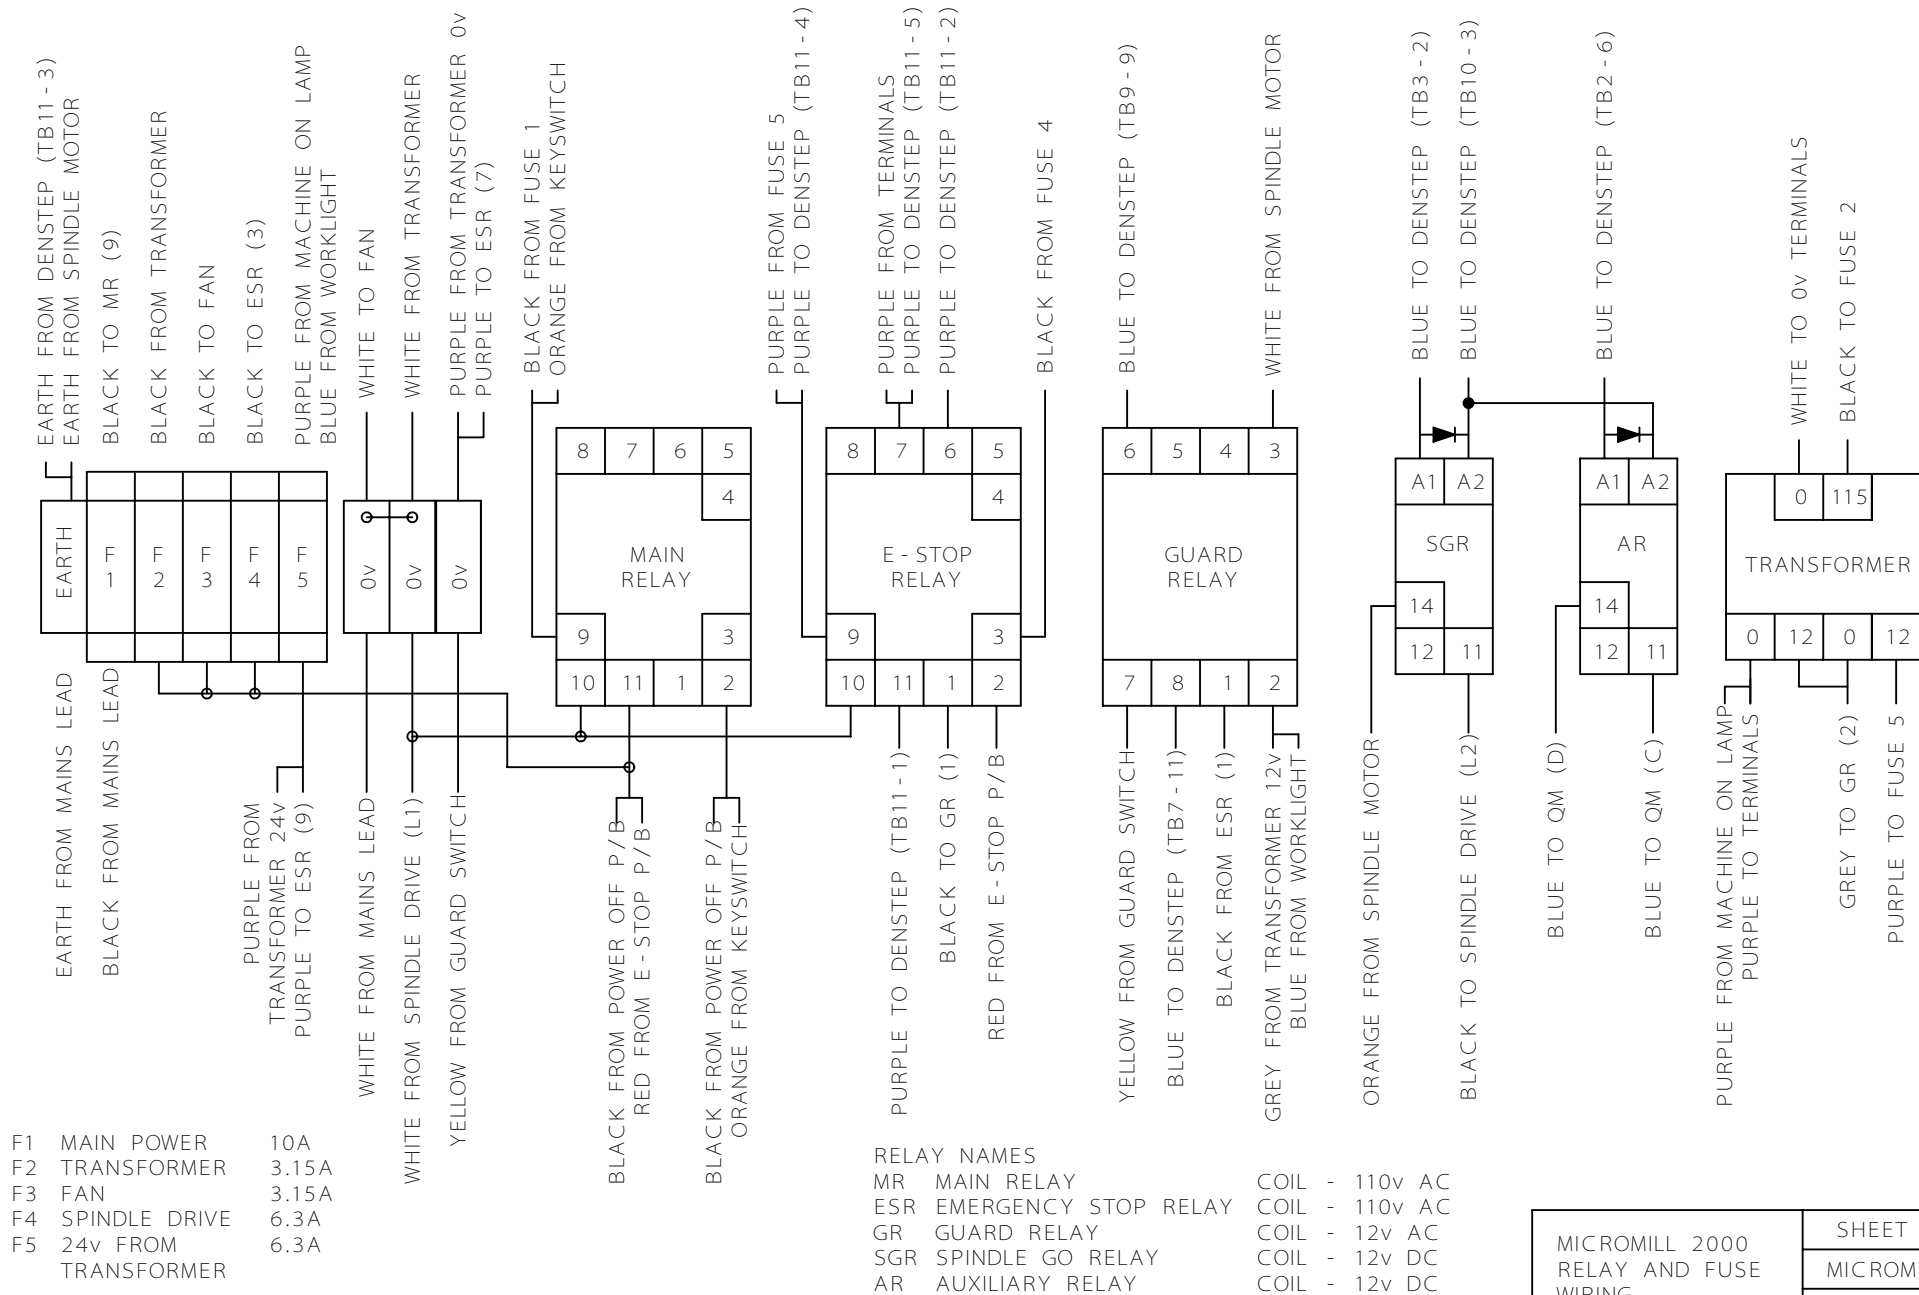 EARTH FROM DENSTEP (TB11-3)
EARTH FROM SPINDLE MOTOR
BLACK TO MR (9)
BLACK FROM TRANSFORMER
BLACK TO FAN
BLACK TO ESR (3)
PURPLE FROM MACHINE ON LAMP
BLUE FROM WORKLIGHT
WHITE TO FAN
WHITE FROM TRANSFORMER
PURPLE FROM TRANSFORMER 0v
PURPLE TO ESR (7)
BLACK FROM FUSE 1
ORANGE FROM KEYSWITCH
PURPLE FROM FUSE 5
PURPLE TO DENSTEP (TB11-4)
PURPLE FROM TERMINALS
PURPLE TO DENSTEP (TB11-5)
PURPLE TO DENSTEP (TB11-2)
BLACK FROM FUSE 4
BLUE TO DENSTEP (TB9-9)
WHITE FROM SPINDLE MOTOR
BLUE TO DENSTEP (TB3-2)
BLUE TO DENSTEP (TB10-3)
BLUE TO DENSTEP (TB2-6)
WHITE TO 0v TERMINALS
BLACK TO FUSE 2
EARTH
F 1
F 2
F 3
F 4
F 5
0v
0v
0v
8 7 6 5
4
MAIN
RELAY
9 3
10 11 1 2
8 7 6 5
4
E-STOP
RELAY
9 3
10 11 1 2
6 5 4 3
GUARD
RELAY
7 8 1 2
A1 A2
SGR
14
12 11
A1 A2
AR
14
12 11
0 115
TRANSFORMER
0 12 0 12
EARTH FROM MAINS LEAD
BLACK FROM MAINS LEAD
PURPLE FROM
TRANSFORMER 24v
PURPLE TO ESR (9)
WHITE FROM MAINS LEAD
WHITE FROM SPINDLE DRIVE (L1)
YELLOW FROM GUARD SWITCH
BLACK FROM POWER OFF P/B
RED FROM E-STOP P/B
BLACK FROM POWER OFF P/B
ORANGE FROM KEYSWITCH
PURPLE TO DENSTEP (TB11-1)
BLACK TO GR (1)
RED FROM E-STOP P/B
YELLOW FROM GUARD SWITCH
BLUE TO DENSTEP (TB7-11)
BLACK FROM ESR (1)
GREY FROM TRANSFORMER 12v
BLUE FROM WORKLIGHT
ORANGE FROM SPINDLE MOTOR
BLACK TO SPINDLE DRIVE (L2)
BLUE TO QM (D)
BLUE TO QM (C)
PURPLE FROM MACHINE ON LAMP
PURPLE TO TERMINALS
GREY TO GR (2)
PURPLE TO FUSE 5
F1 MAIN POWER 10A
F2 TRANSFORMER 3.15A
F3 FAN 3.15A
F4 SPINDLE DRIVE 6.3A
F5 24v FROM 6.3A
TRANSFORMER
RELAY NAMES
MR MAIN RELAY COIL - 110v AC
ESR EMERGENCY STOP RELAY COIL - 110v AC
GR GUARD RELAY COIL - 12v AC
SGR SPINDLE GO RELAY COIL - 12v DC
AR AUXILIARY RELAY COIL - 12v DC
MICROMILL 2000
RELAY AND FUSE
WIRING
SHEET
MICROM